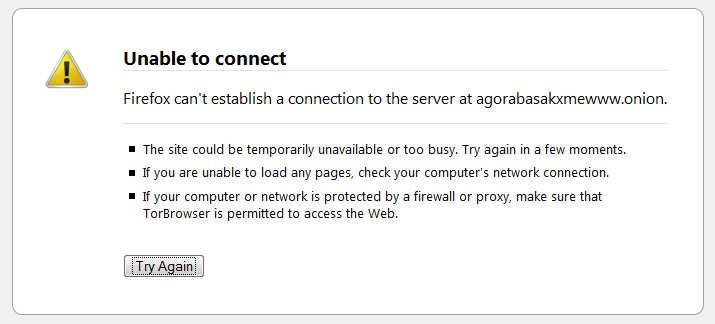 Unable to connect
Firefox can't establish a connection to the server at agorabasakxmewww.onion.
The site could be temporarily unavailable or too busy. Try again in a few moments.
If you are unable to load any pages, check your computer's network connection.
If your computer or network is protected by a firewall or proxy, make sure that
TorBrowser is permitted to access the Web.
Try Again